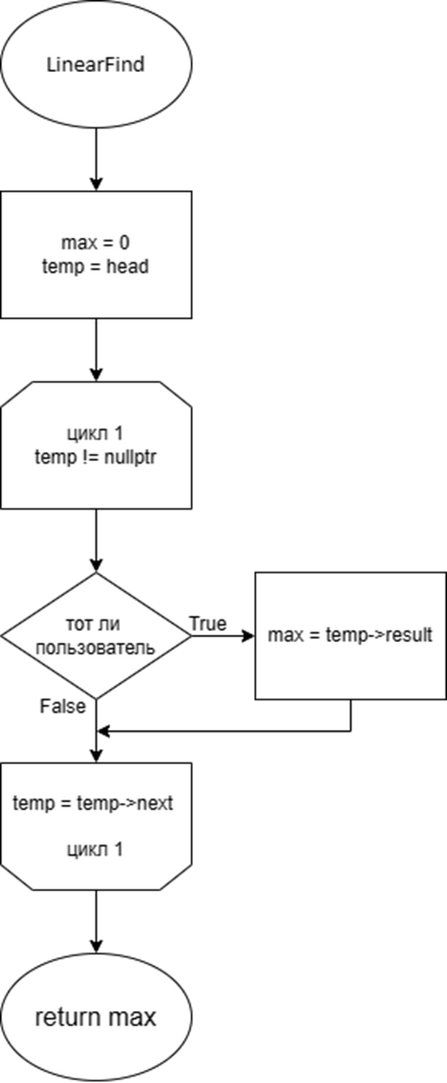 LinearFind
max = 0
temp = head
цикл 1
temp != nullptr
тот ли
пользователь
True
max = temp->result
False
temp = temp->next
цикл 1
return max